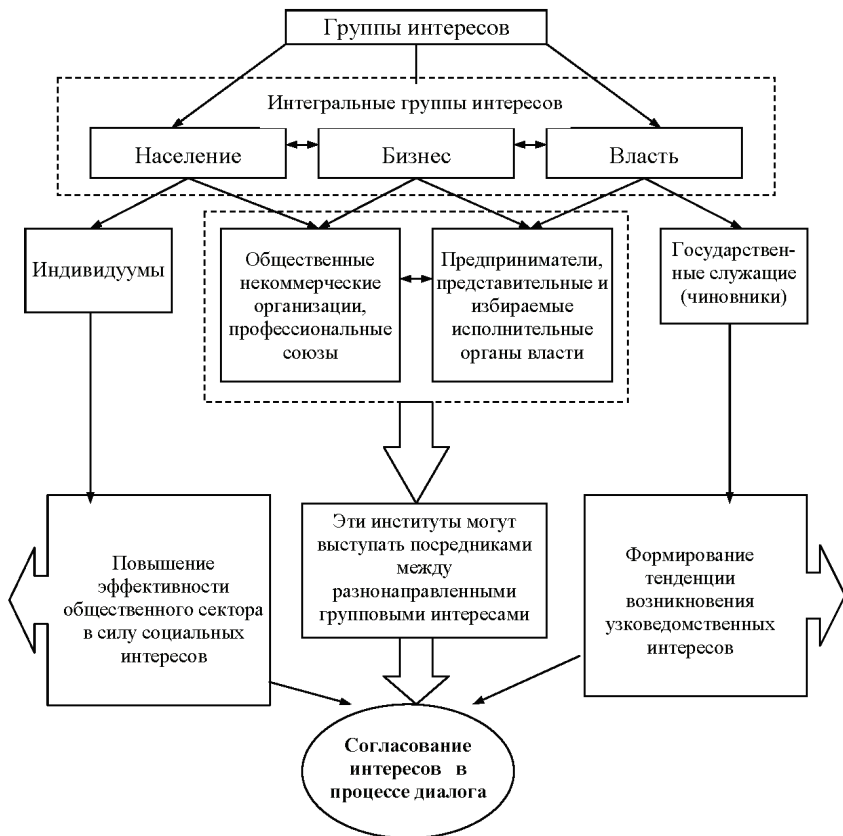 Группы интересов
Интегральные группы интересов
Население
Бизнес
Власть
Индивидуумы
Общественные
некоммерческие
организации,
профессиональные
союзы
Предприниматели,
представительные и
избираемые
исполнительные
органы власти
Государствен-
ные служащие
(чиновники)
Повышение
эффективности
общественного сектора
в силу социальных
интересов
Эти институты могут
выступать посредниками
между
разнонаправленными
групповыми интересами
Формирование
тенденции
возникновения
узковедомственных
интересов
Согласование
интересов в
процессе диалога